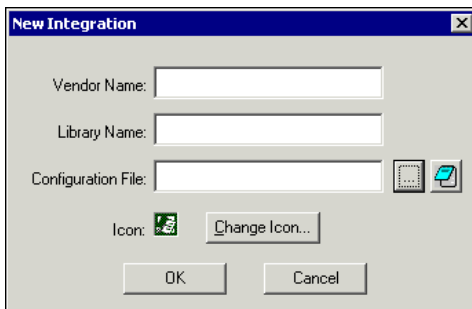 New Integration
Vendor Name:
Library Name:
Configuration File: ...
Icon: Change Icon...
OK Cancel